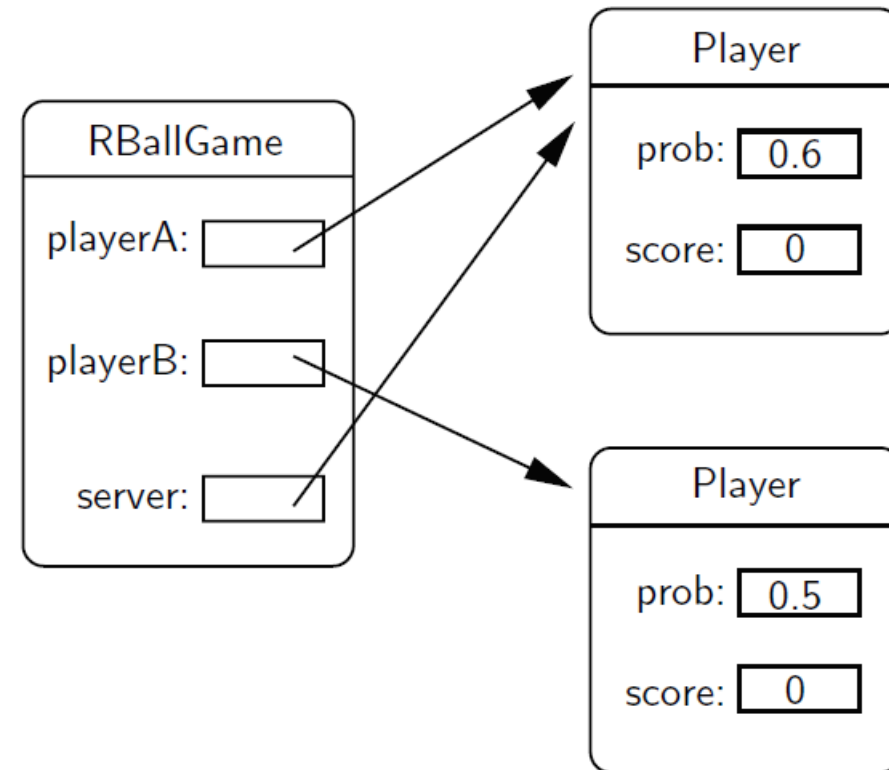 RBallGame
playerA:
playerB:
server:
Player
prob: 0.6
score: 0
Player
prob: 0.5
score: 0